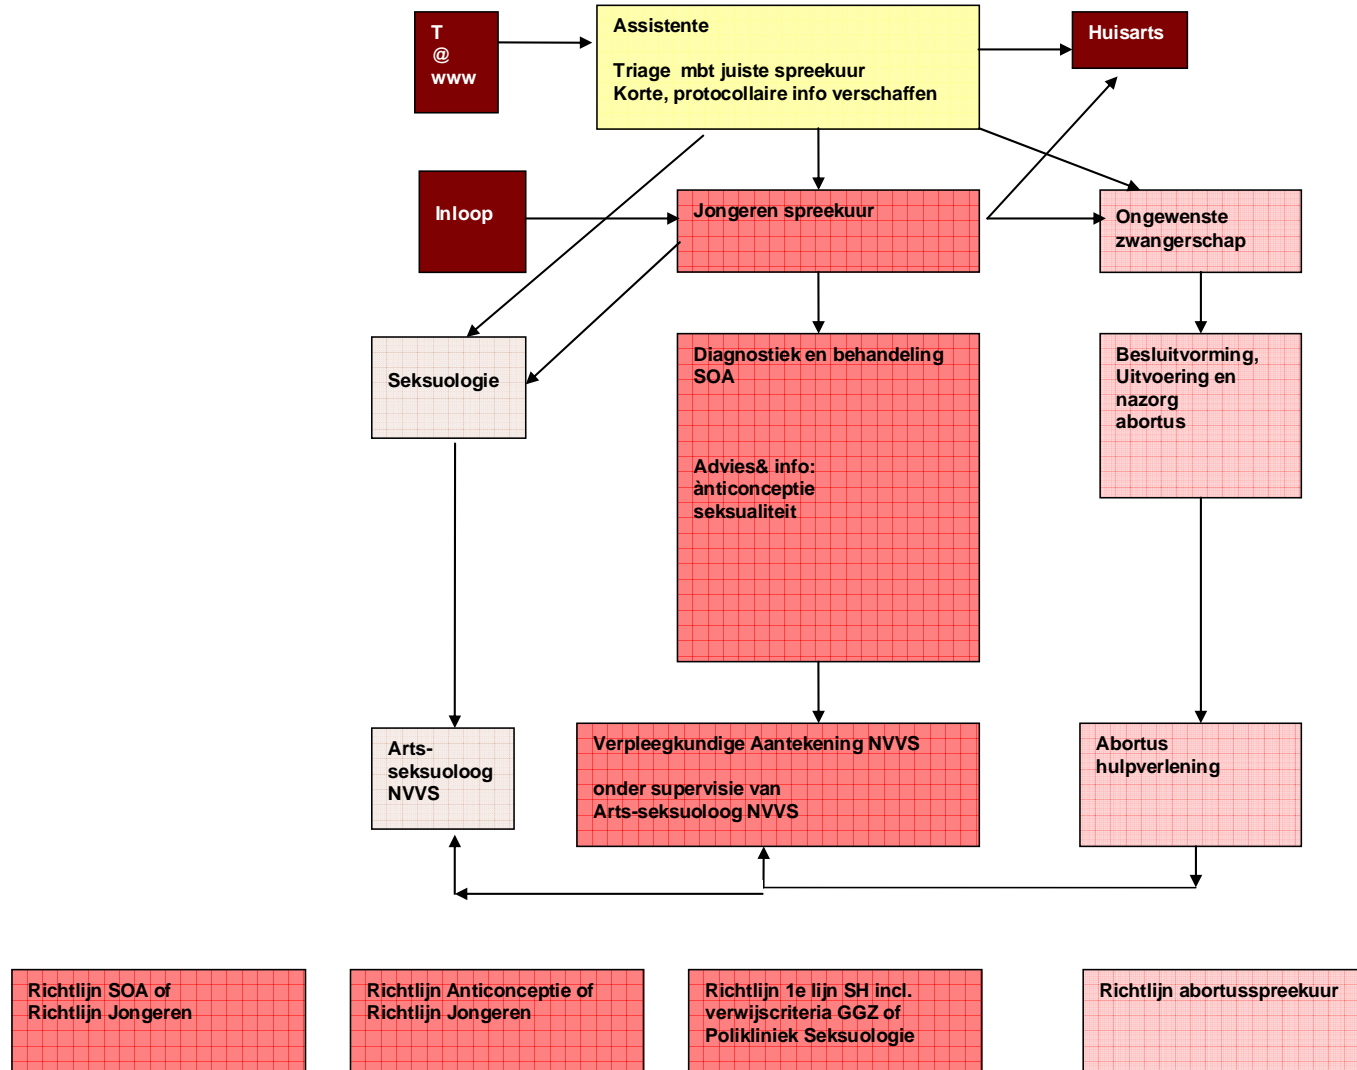 T
@
www
Assistente
Triage mbt juiste spreekuur
Korte, protocollaire info verschaffen
Huisarts
Inloop
Jongeren spreekuur
Ongewenste
zwangerschap
Seksuologie
Diagnostiek en behandeling
SOA
Advies& info:
ànticonceptie
seksualiteit
Besluitvorming,
Uitvoering en
nazorg
abortus
Arts-
seksuoloog
NVVS
Verpleegkundige Aantekening NVVS
onder supervisie van
Arts-seksuoloog NVVS
Abortus
hulpverlening
Richtlijn SOA of
Richtlijn Jongeren
Richtlijn Anticonceptie of
Richtlijn Jongeren
Richtlijn 1e lijn SH incl.
verwijscriteria GGZ of
Polikliniek Seksuologie
Richtlijn abortusspreekuur